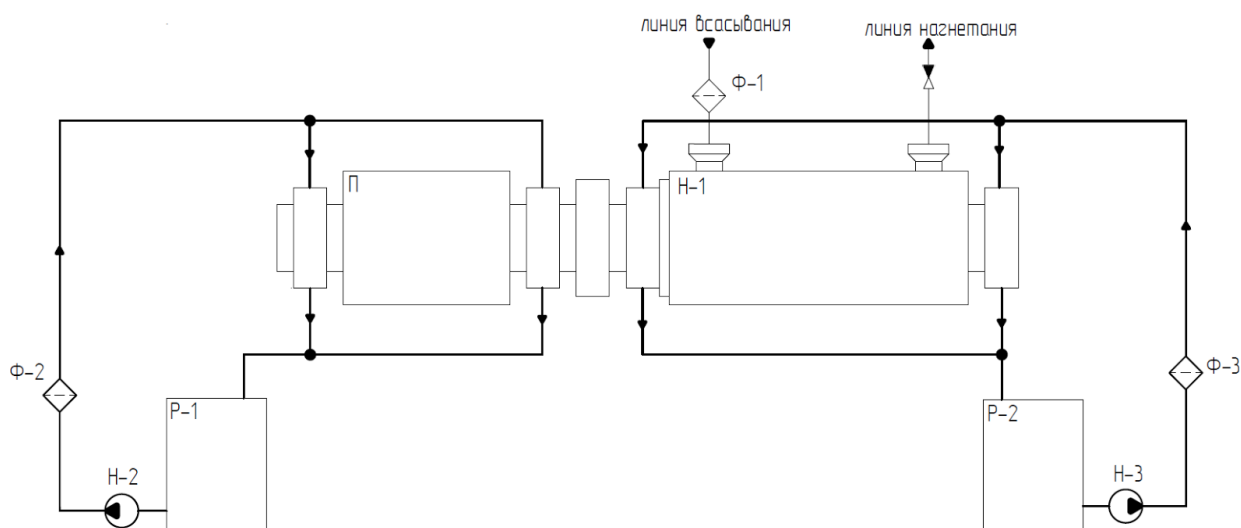 линия всасывания
линия нагнетания
Ф-1
П
Н-1
Ф-2
Ф-3
Р-1
Р-2
Н-2
Н-3